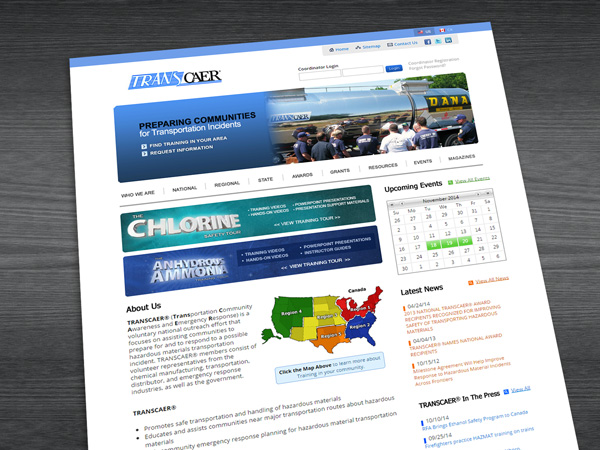 US
Home
Sitemap
Contact Us
Coordinator Login
Login
Coordinator Registration
Forgot Password?
TRANSCAER
PREPARING COMMUNITIES
for Transportation Incidents
FIND TRAINING IN YOUR AREA
REQUEST INFORMATION
DANA
WHO WE ARE
NATIONAL
REGIONAL
STATE
AWARDS
GRANTS
RESOURCES
EVENTS
MAGAZINES
THE
CHLORINE
SAFETY TOUR
• TRAINING VIDEOS
• HANDS-ON VIDEOS
• POWERPOINT PRESENTATIONS
• PRESENTATION SUPPORT MATERIALS
<< VIEW TRAINING TOUR >>
ANHYDROUS
AMMONIA
• TRAINING VIDEOS
• HANDS-ON VIDEOS
• POWERPOINT PRESENTATIONS
• INSTRUCTOR GUIDES
<< VIEW TRAINING TOUR >>
Upcoming Events
View All Events
November 2014
Su Mo Tu We Th Fr Sa
26 27 28 29 30 31 1
2 3 4 5 6 7 8
9 10 11 12 13 14 15
16 17 18 19 20 21 22
23 24 25 26 27 28 29
30 1 2 3 4 5 6
About Us
TRANSCAER® (Transportation Community
Awareness and Emergency Response) is a
voluntary national outreach effort that
focuses on assisting communities to
prepare for and to respond to a possible
hazardous materials transportation
incident. TRANSCAER® members consist of
volunteer representatives from the
chemical manufacturing, transportation,
distributor, and emergency response
industries, as well as the government.
Canada
Region 4
Region 3
Region 1
Region 2
Region 5
Click the Map Above to learn more about
Training in your community.
TRANSCAER®
• Promotes safe transportation and handling of hazardous materials
• Educates and assists communities near major transportation routes about hazardous
materials
community emergency response planning for hazardous material transportation
Latest News
View All News
04/24/14
2013 NATIONAL TRANSCAER® AWARD
RECIPIENTS RECOGNIZED FOR IMPROVING
SAFETY OF TRANSPORTING HAZARDOUS
MATERIALS
04/04/13
TRANSCAER® NAMES NATIONAL AWARD
RECIPIENTS
10/15/12
Milestone Agreement Will Help Improve
Response to Hazardous Material Incidents
Across Frontiers
TRANSCAER® In The Press
View All
10/10/14
RFA Brings Ethanol Safety Program to Canada
09/25/14
Firefighters practice HAZMAT training on trains